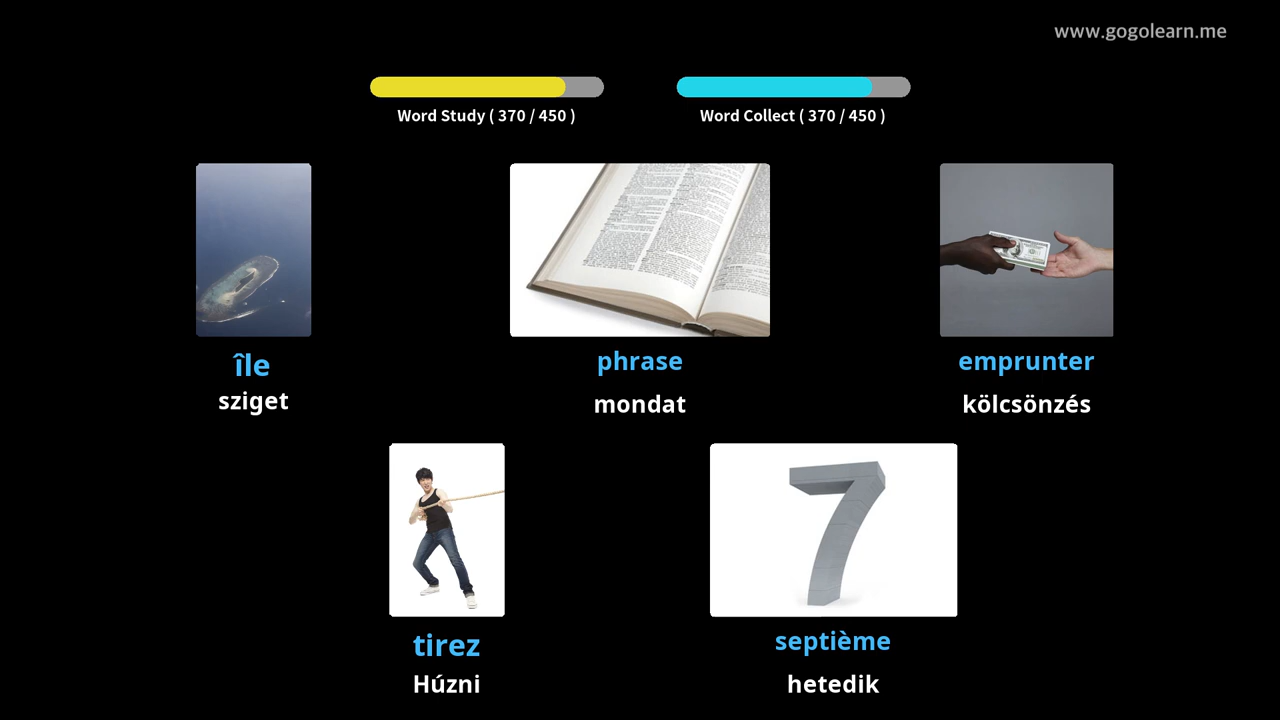 www.gogolearn.me
Word Study ( 370 / 450 )
Word Collect ( 370 / 450 )
île
sziget
phrase
mondat
emprunter
kölcsönzés
tirez
Húzni
septième
hetedik